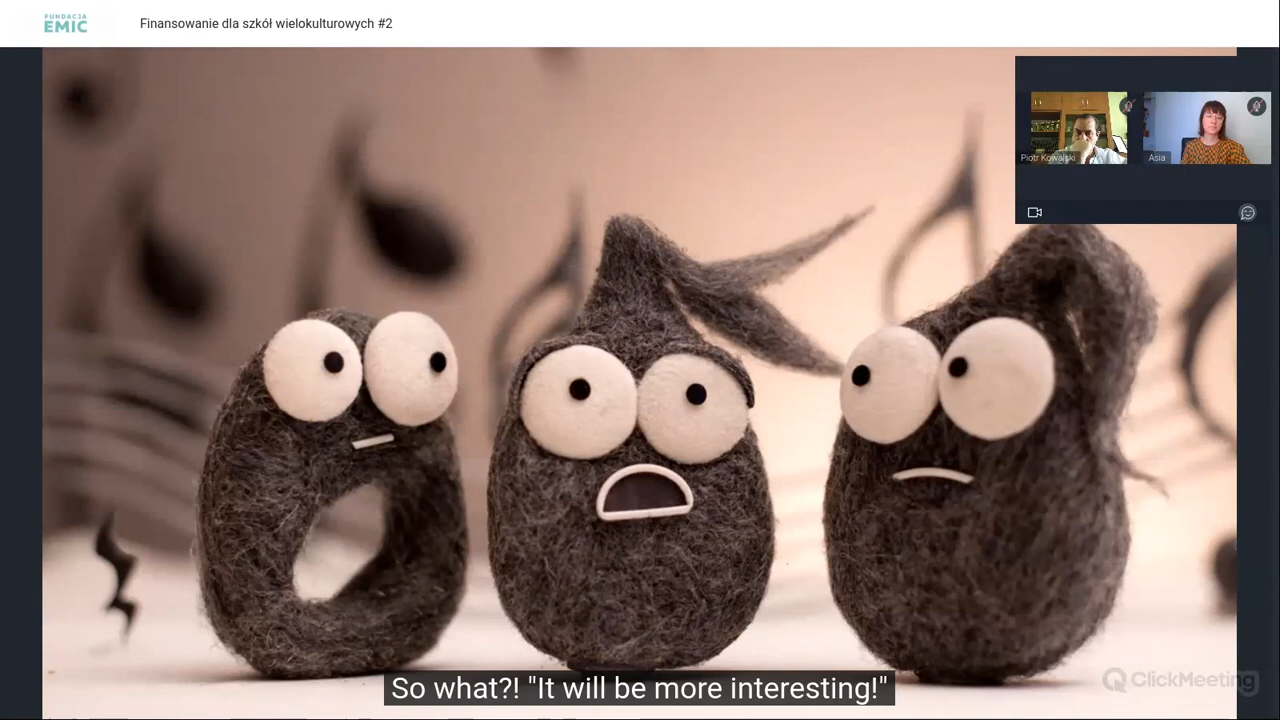 FUNDACJA
EMIC
Finansowanie dla szkół wielokulturowych #2
Piotr Kowalski
Asia
So what?! "It will be more interesting!"
ClickMeeting